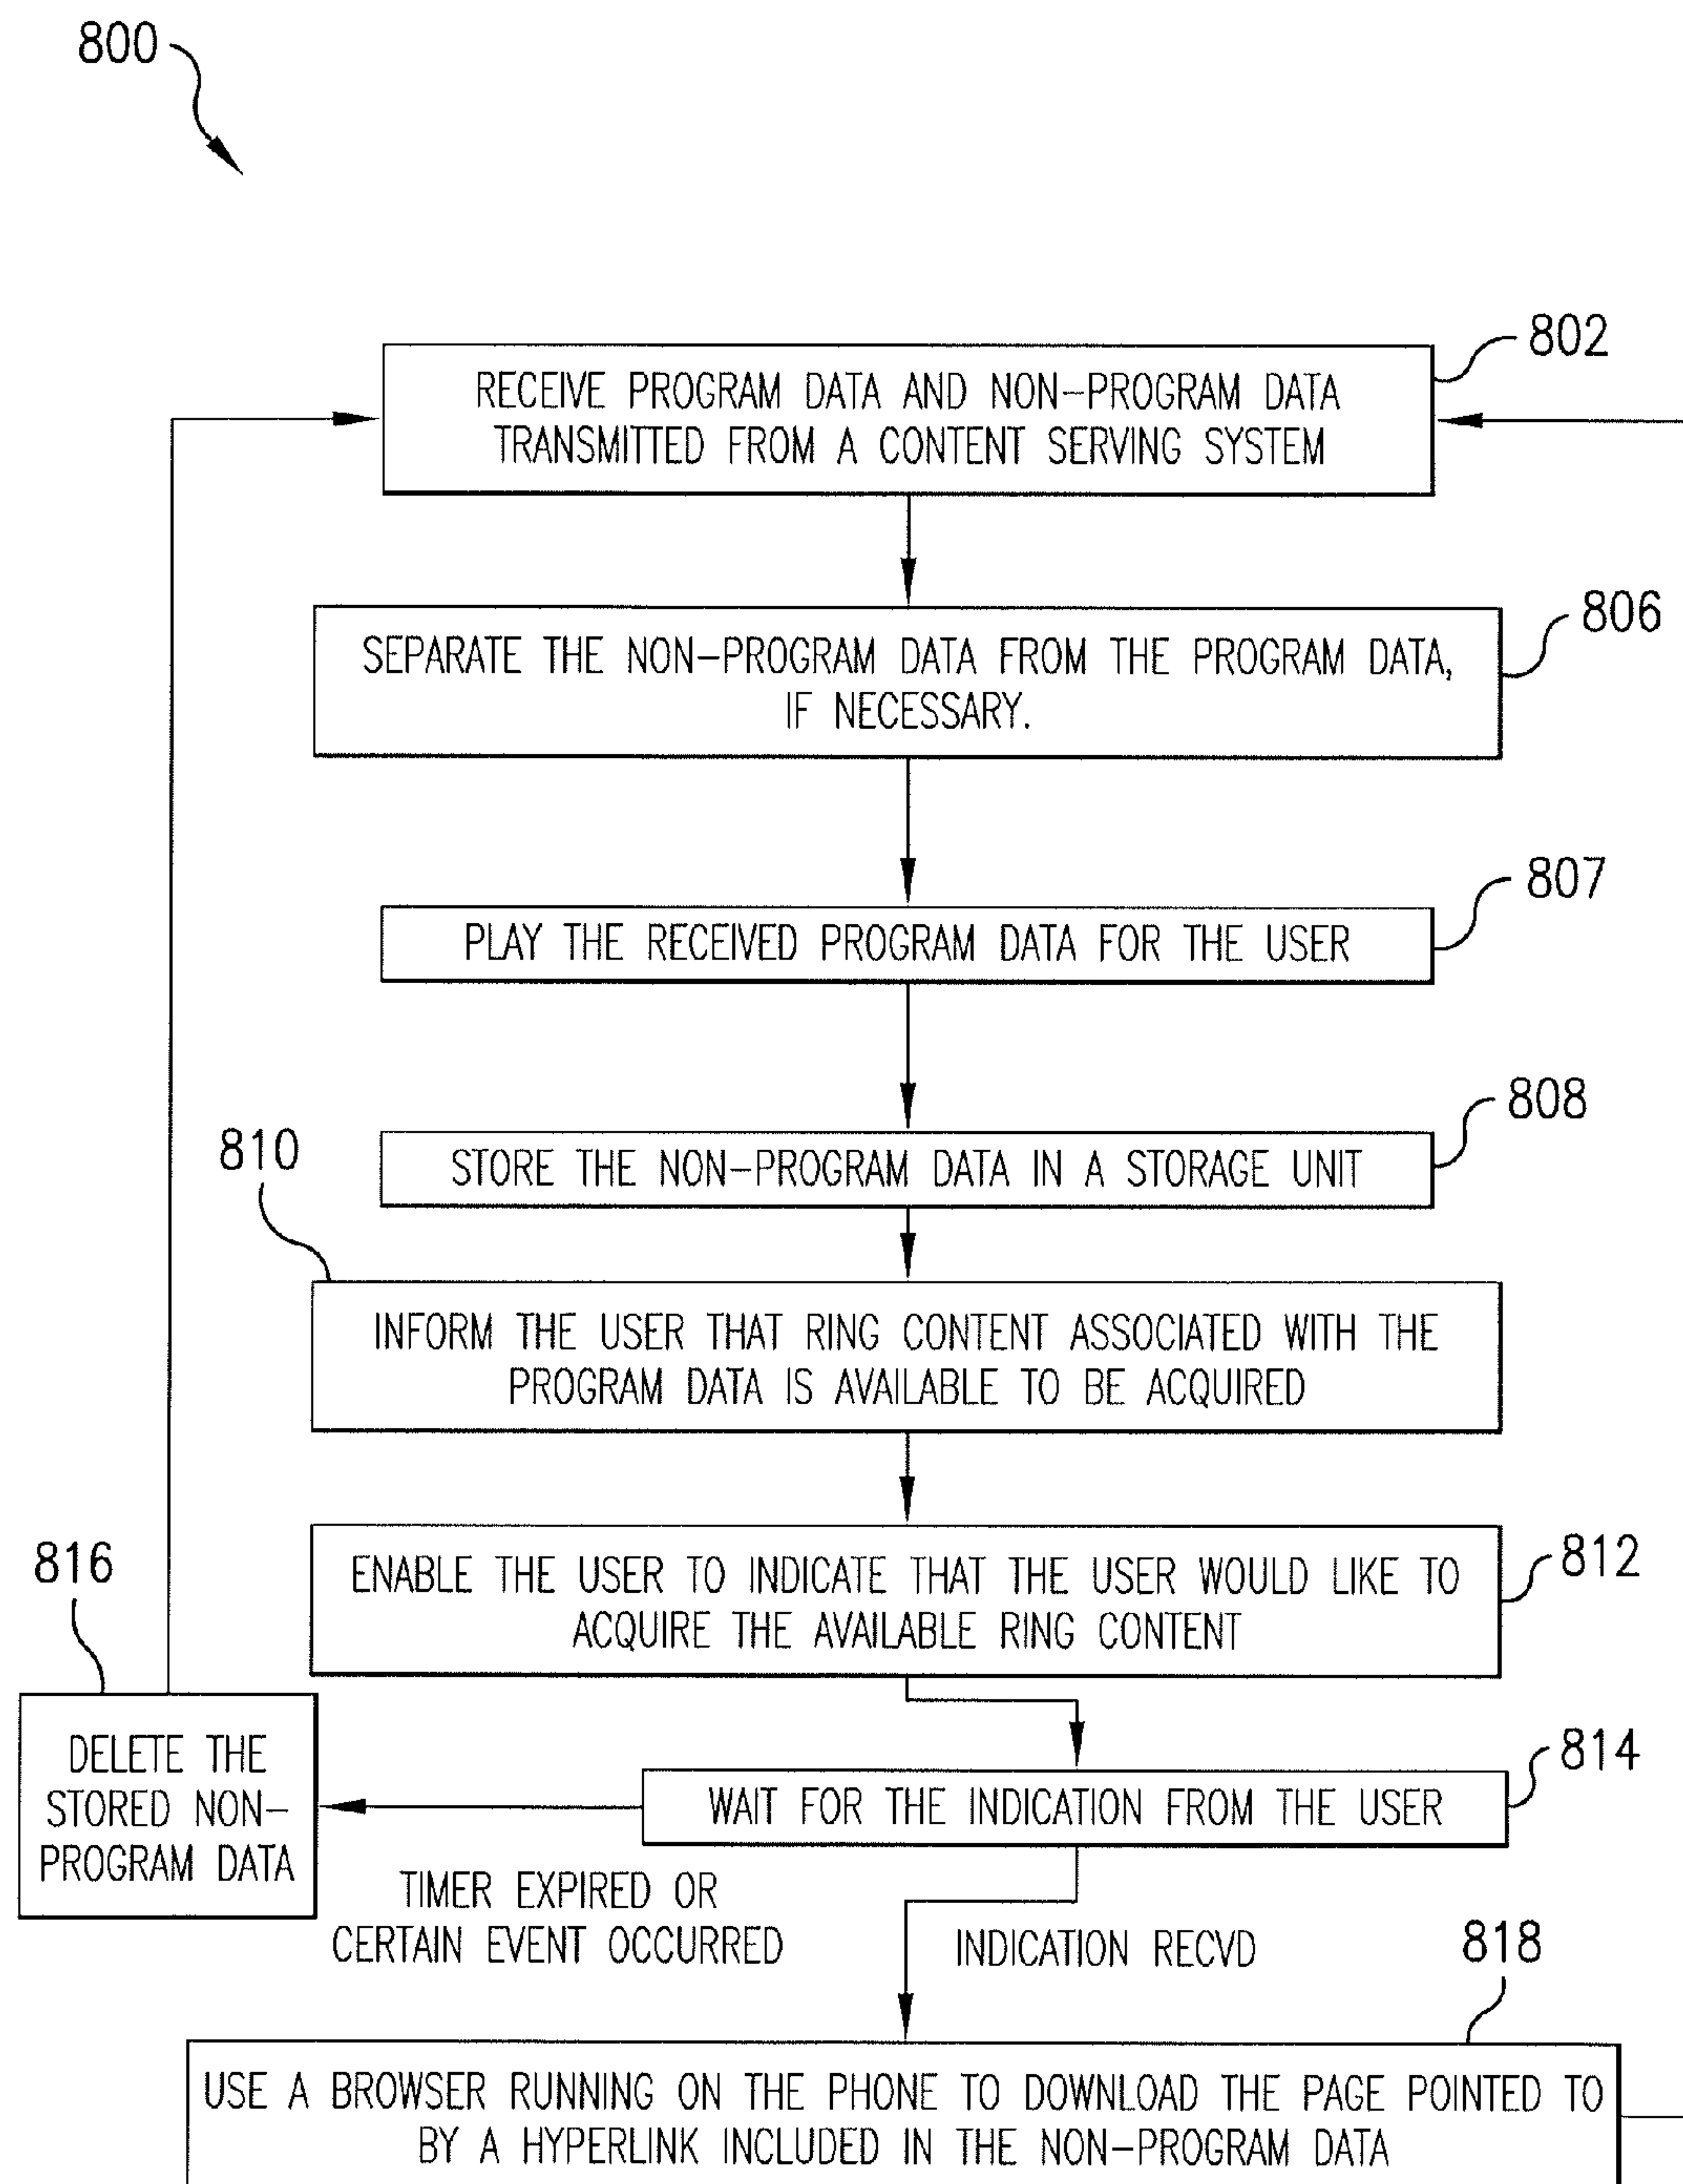 800
802
RECEIVE PROGRAM DATA AND NON-PROGRAM DATA
TRANSMITTED FROM A CONTENT SERVING SYSTEM
806
SEPARATE THE NON-PROGRAM DATA FROM THE PROGRAM DATA,
IF NECESSARY.
807
PLAY THE RECEIVED PROGRAM DATA FOR THE USER
808
STORE THE NON-PROGRAM DATA IN A STORAGE UNIT
810
INFORM THE USER THAT RING CONTENT ASSOCIATED WITH THE
PROGRAM DATA IS AVAILABLE TO BE ACQUIRED
812
ENABLE THE USER TO INDICATE THAT THE USER WOULD LIKE TO
ACQUIRE THE AVAILABLE RING CONTENT
814
WAIT FOR THE INDICATION FROM THE USER
816
DELETE THE
STORED NON-
PROGRAM DATA
TIMER EXPIRED OR
CERTAIN EVENT OCCURRED
INDICATION RECVD
818
USE A BROWSER RUNNING ON THE PHONE TO DOWNLOAD THE PAGE POINTED TO
BY A HYPERLINK INCLUDED IN THE NON-PROGRAM DATA